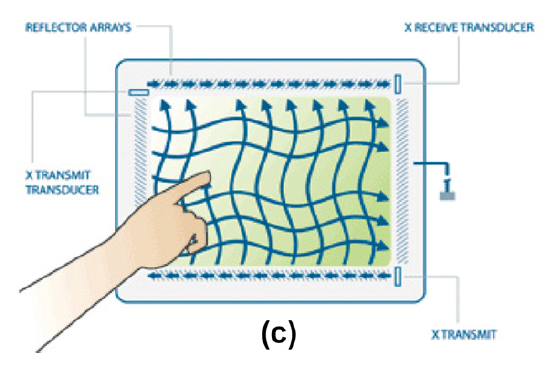 REFLECTOR ARRAYS
X RECEIVE TRANSDUCER
X TRANSMIT
TRANSDUCER
X TRANSMIT
(c)